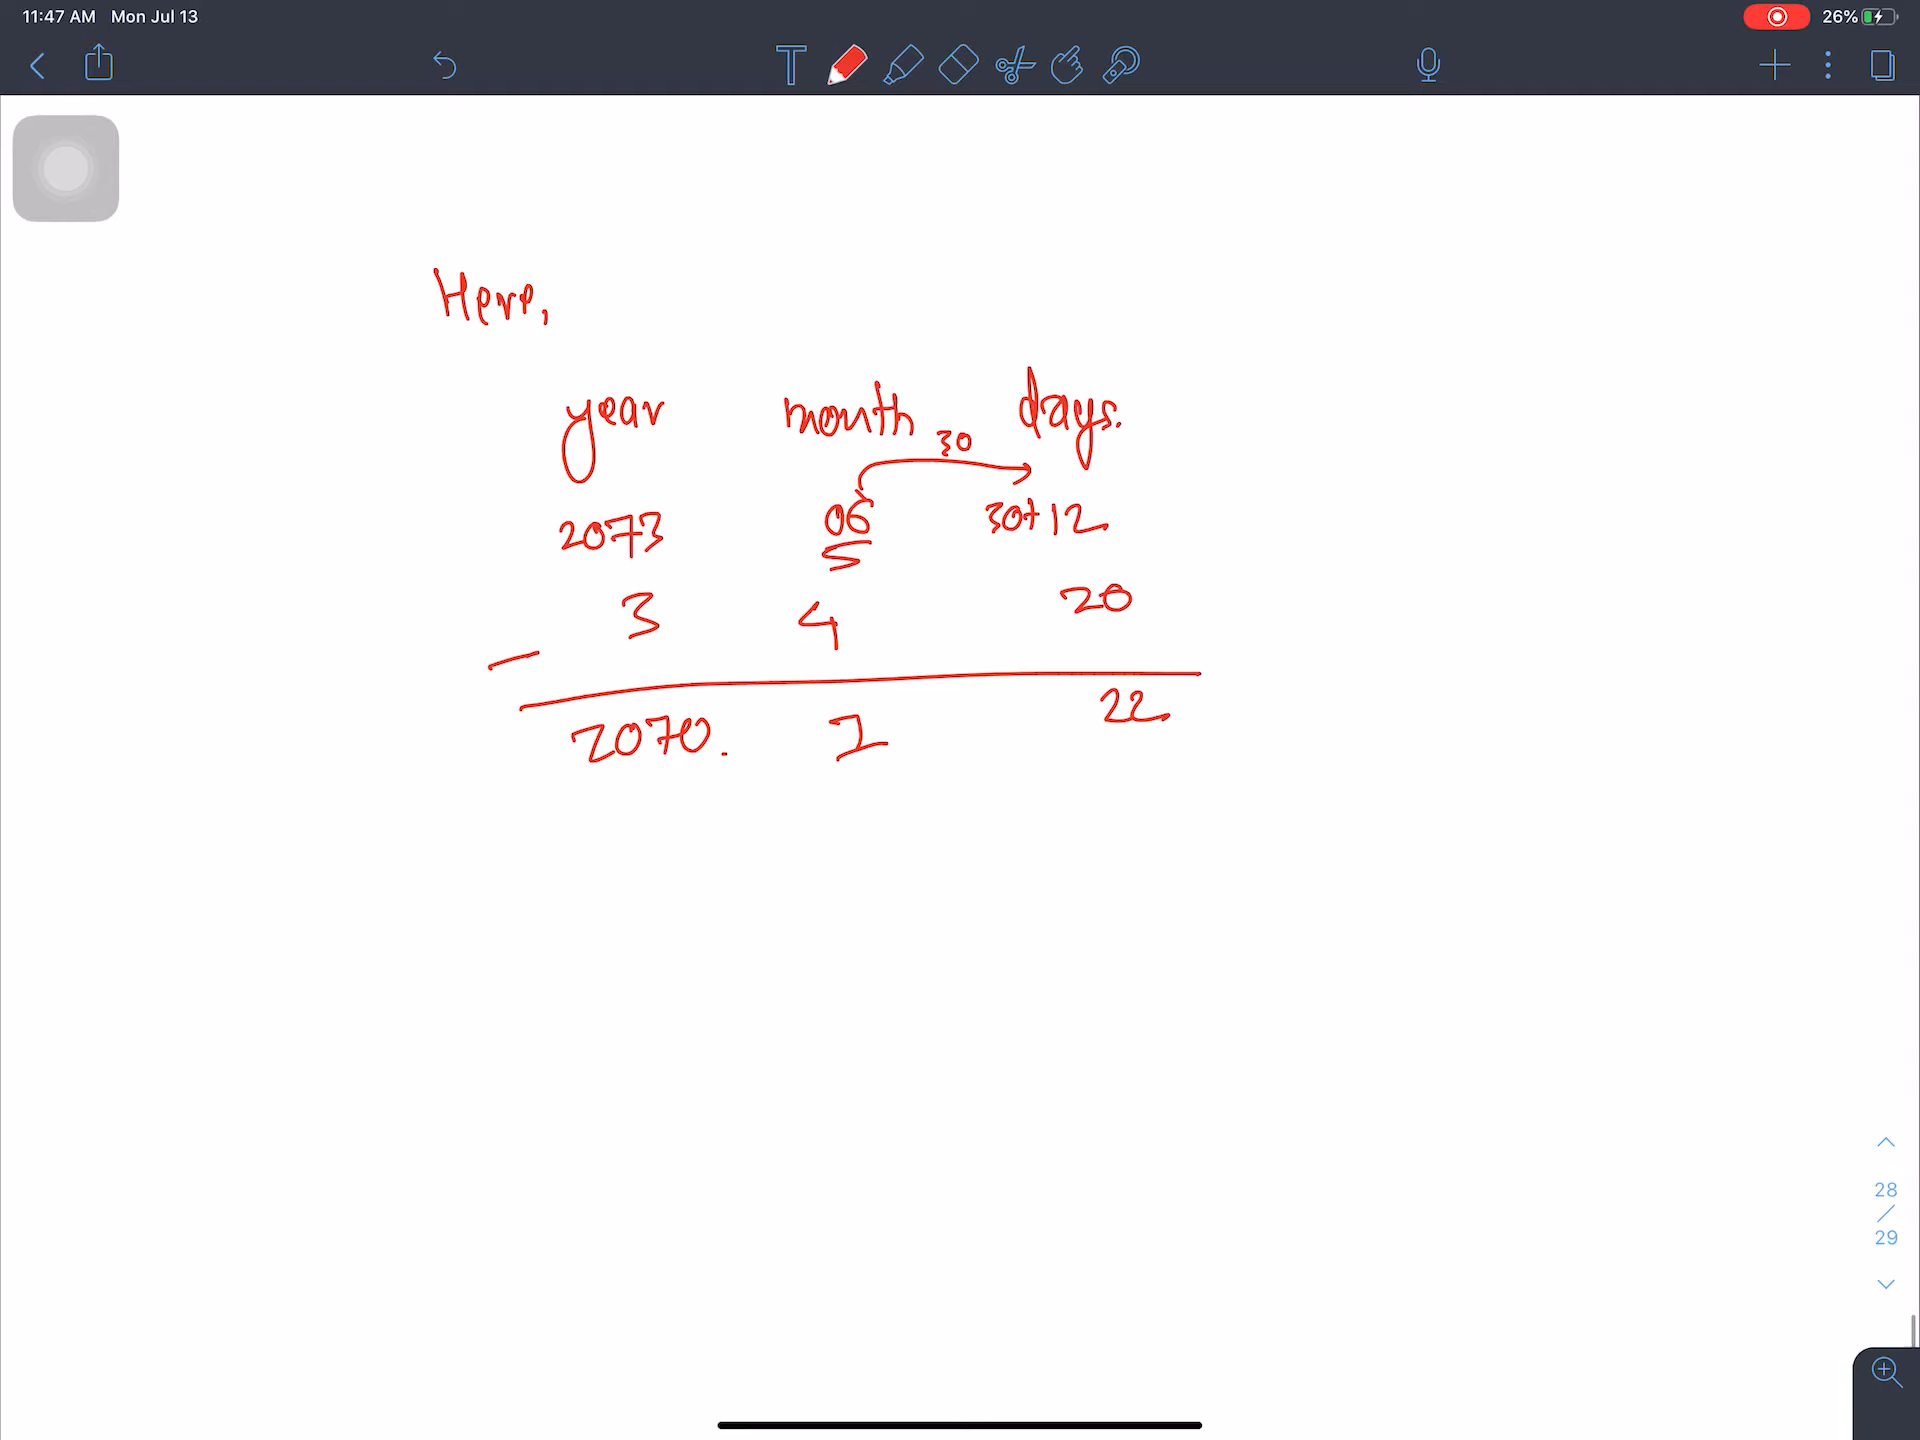 11:47 AM Mon Jul 13 26%
T
Here,
year month days.
30
2073 06 30+12
5
3 4 20
—
2070. 1 22
28
/
29